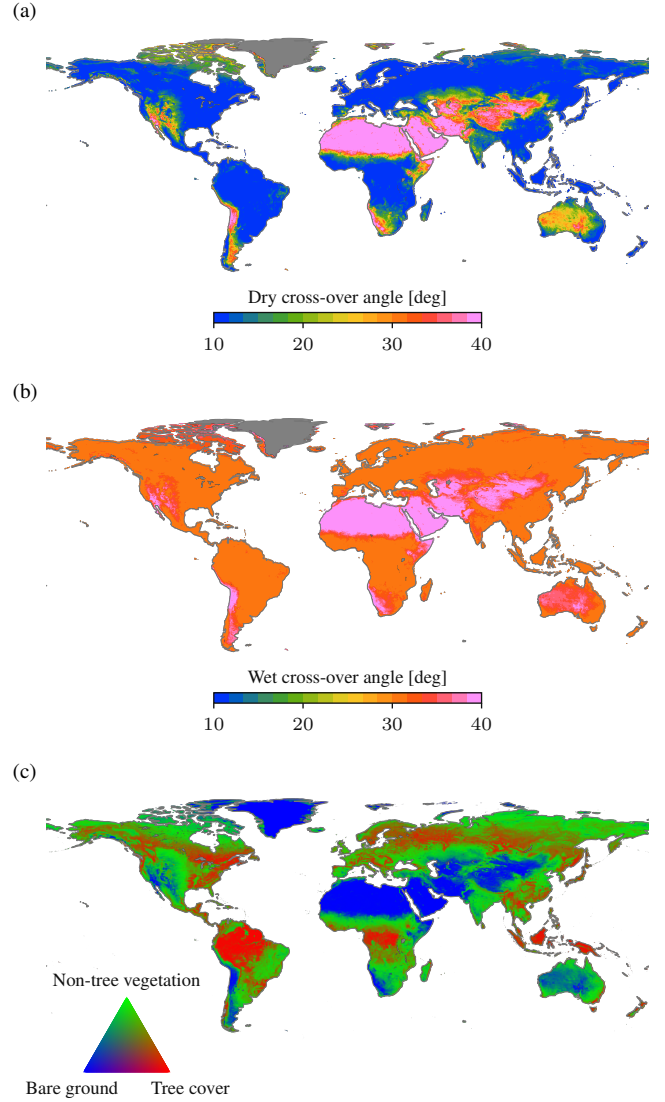 (a)
Dry cross-over angle [deg]
10 20 30 40
(b)
Wet cross-over angle [deg]
10 20 30 40
(c)
Non-tree vegetation
Bare ground Tree cover